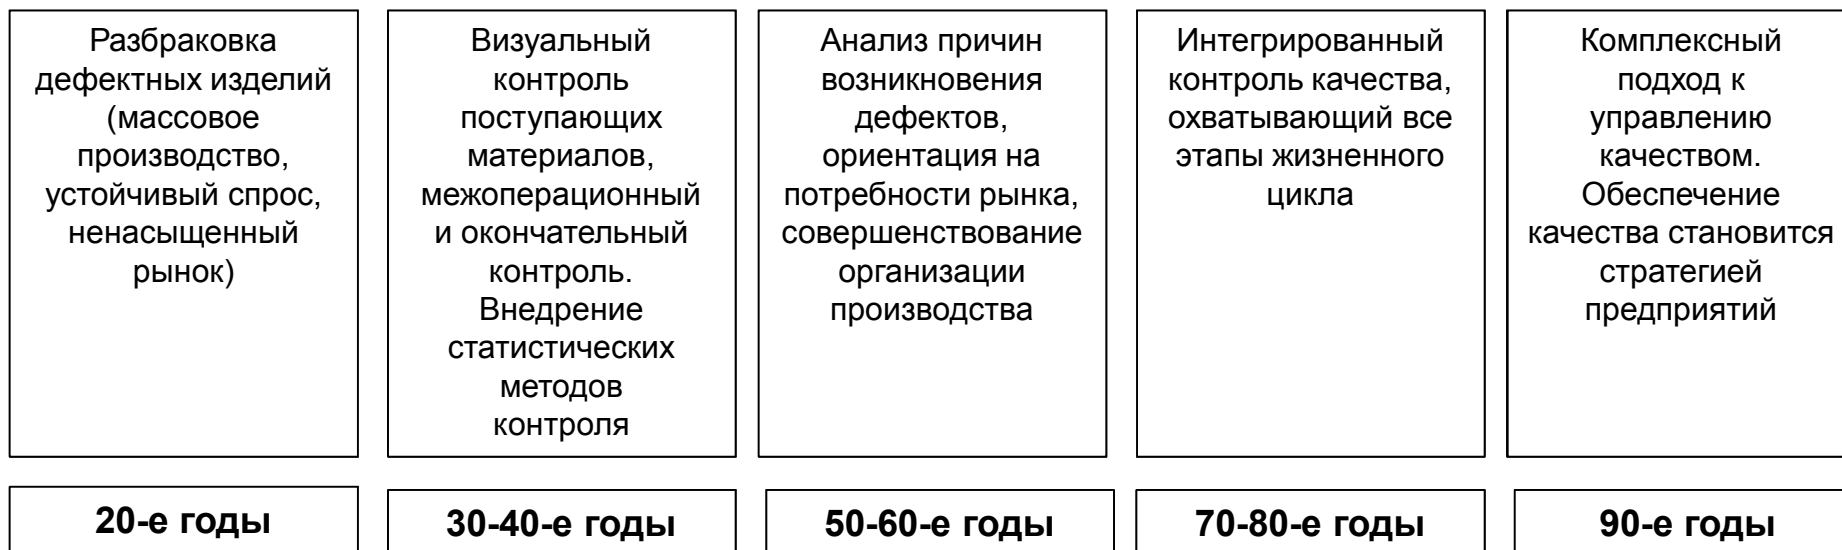 Разбраковка
дефектных изделий
(массовое
производство,
устойчивый спрос,
ненасыщенный
рынок)
Визуальный
контроль
поступающих
материалов,
межоперационный
и окончательный
контроль.
Внедрение
статистических
методов
контроля
Анализ причин
возникновения
дефектов,
ориентация на
потребности рынка,
совершенствование
организации
производства
Интегрированный
контроль качества,
охватывающий все
этапы жизненного
цикла
Комплексный
подход к
управлению
качеством.
Обеспечение
качества становится
стратегией
предприятий
20-е годы
30-40-е годы
50-60-е годы
70-80-е годы
90-е годы